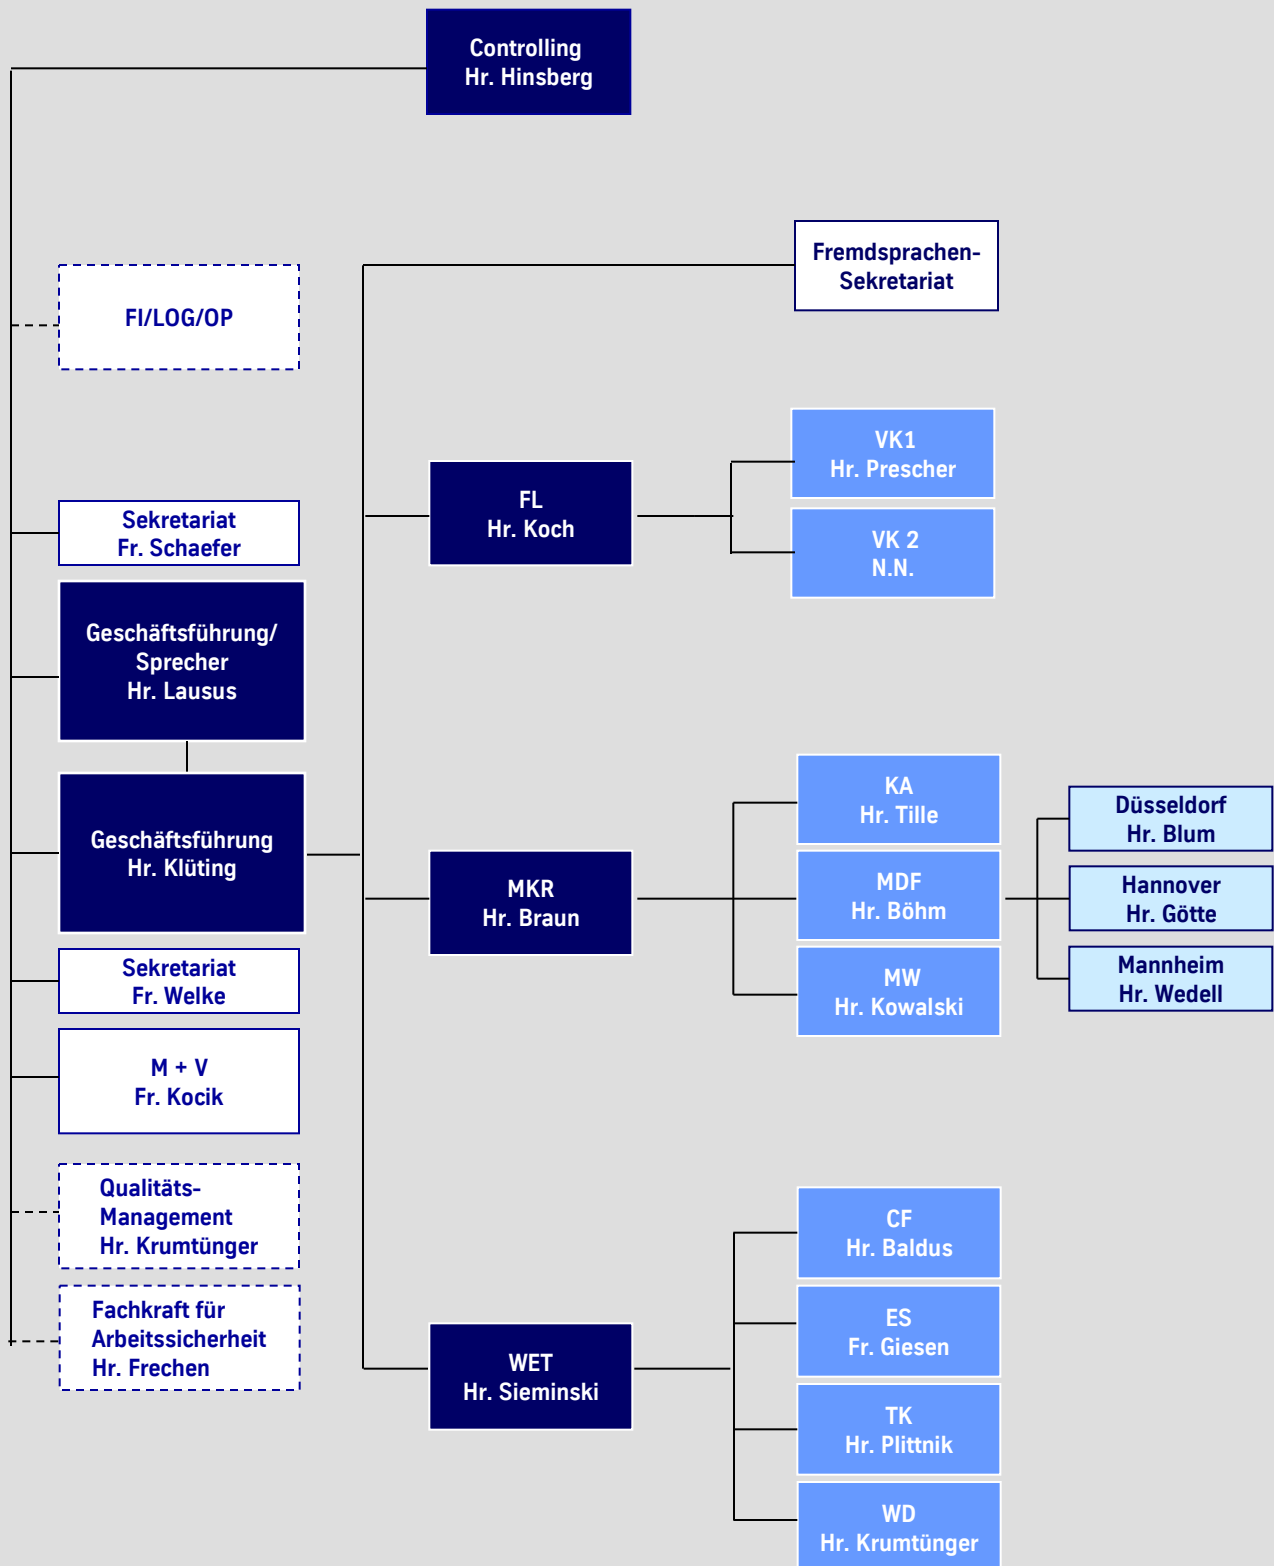 Controlling
Hr. Hinsberg
Fremdsprachen-
Sekretariat
FI/LOG/OP
VK1
Hr. Prescher
FL
Hr. Koch
VK 2
N.N.
Sekretariat
Fr. Schaefer
Geschäftsführung/
Sprecher
Hr. Lausus
Geschäftsführung
Hr. Klüting
Sekretariat
Fr. Welke
M + V
Fr. Kocik
Qualitäts-
Management
Hr. Krumtünger
Fachkraft für
Arbeitssicherheit
Hr. Frechen
MKR
Hr. Braun
KA
Hr. Tille
MDF
Hr. Böhm
MW
Hr. Kowalski
Düsseldorf
Hr. Blum
Hannover
Hr. Götte
Mannheim
Hr. Wedell
WET
Hr. Sieminski
CF
Hr. Baldus
ES
Fr. Giesen
TK
Hr. Plittnik
WD
Hr. Krumtünger